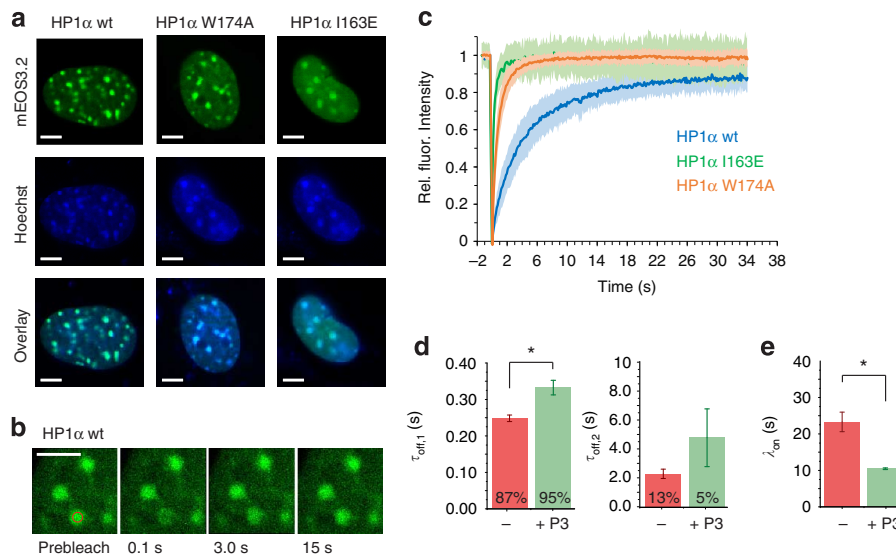 a
HP1α wt
HP1α W174A
HP1α I163E
mEOS3.2
Hoechst
Overlay
b
HP1α wt
Prebleach
0.1 s
3.0 s
15 s
c
Rel. fluor. Intensity
1
0.8
0.6
0.4
0.2
0
*
HP1α wt
HP1α I163E
HP1α W174A
−2
2
6
10
14
18
22
26
30
34
38
Time (s)
d
τoff,1 (s)
0.40
0.30
0.20
0.10
0.00
*
87%
95%
–
+ P3
τoff,2 (s)
10
8
6
4
2
0.0
13%
5%
–
+ P3
e
λon (s)
40
30
20
10
0
*
–
+ P3